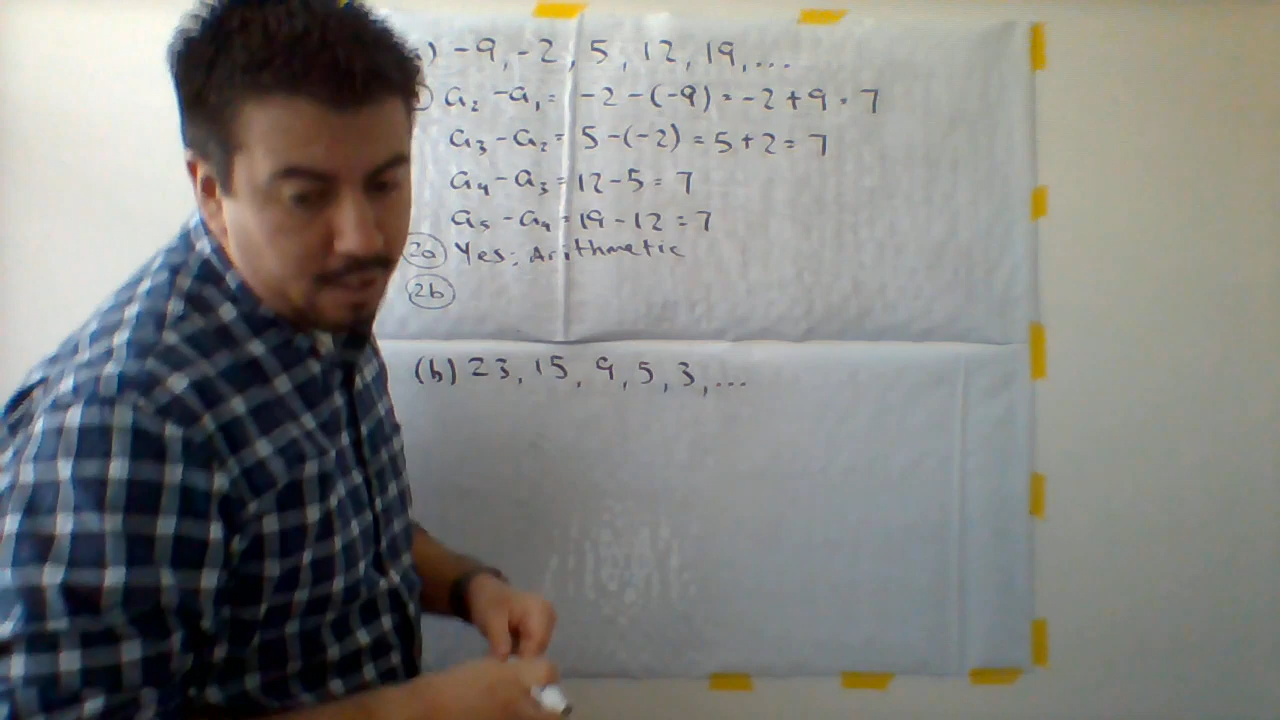 ) -9, -2, 5, 12, 19, ...
a₂ - a₁ = -2 - (-9) = -2 + 9 = 7
a₃ - a₂ = 5 - (-2) = 5 + 2 = 7
a₄ - a₃ = 12 - 5 = 7
a₅ - a₄ = 19 - 12 = 7
2a Yes; Arithmetic
2b
(b) 23, 15, 9, 5, 3, ...